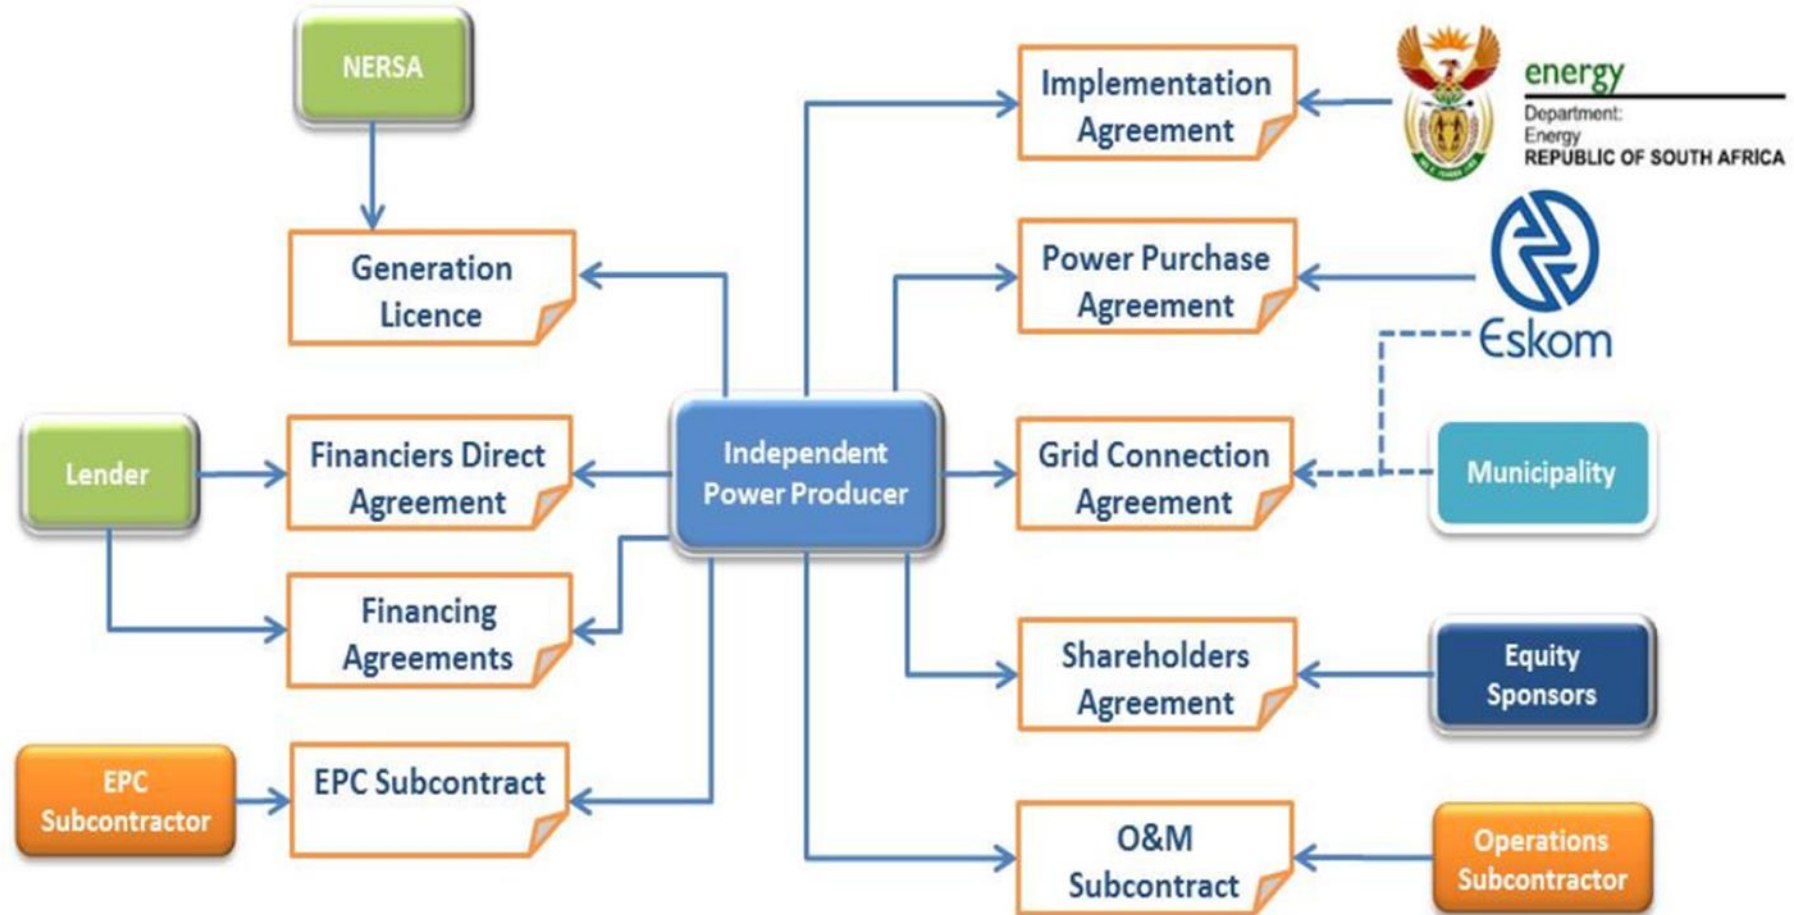 NERSA
Implementation
Agreement
energy
Department:
Energy
REPUBLIC OF SOUTH AFRICA
Generation
Licence
Power Purchase
Agreement
Eskom
Lender
Financiers Direct
Agreement
Independent
Power Producer
Grid Connection
Agreement
Municipality
Financing
Agreements
Shareholders
Agreement
Equity
Sponsors
EPC
Subcontractor
EPC Subcontract
O&M
Subcontract
Operations
Subcontractor